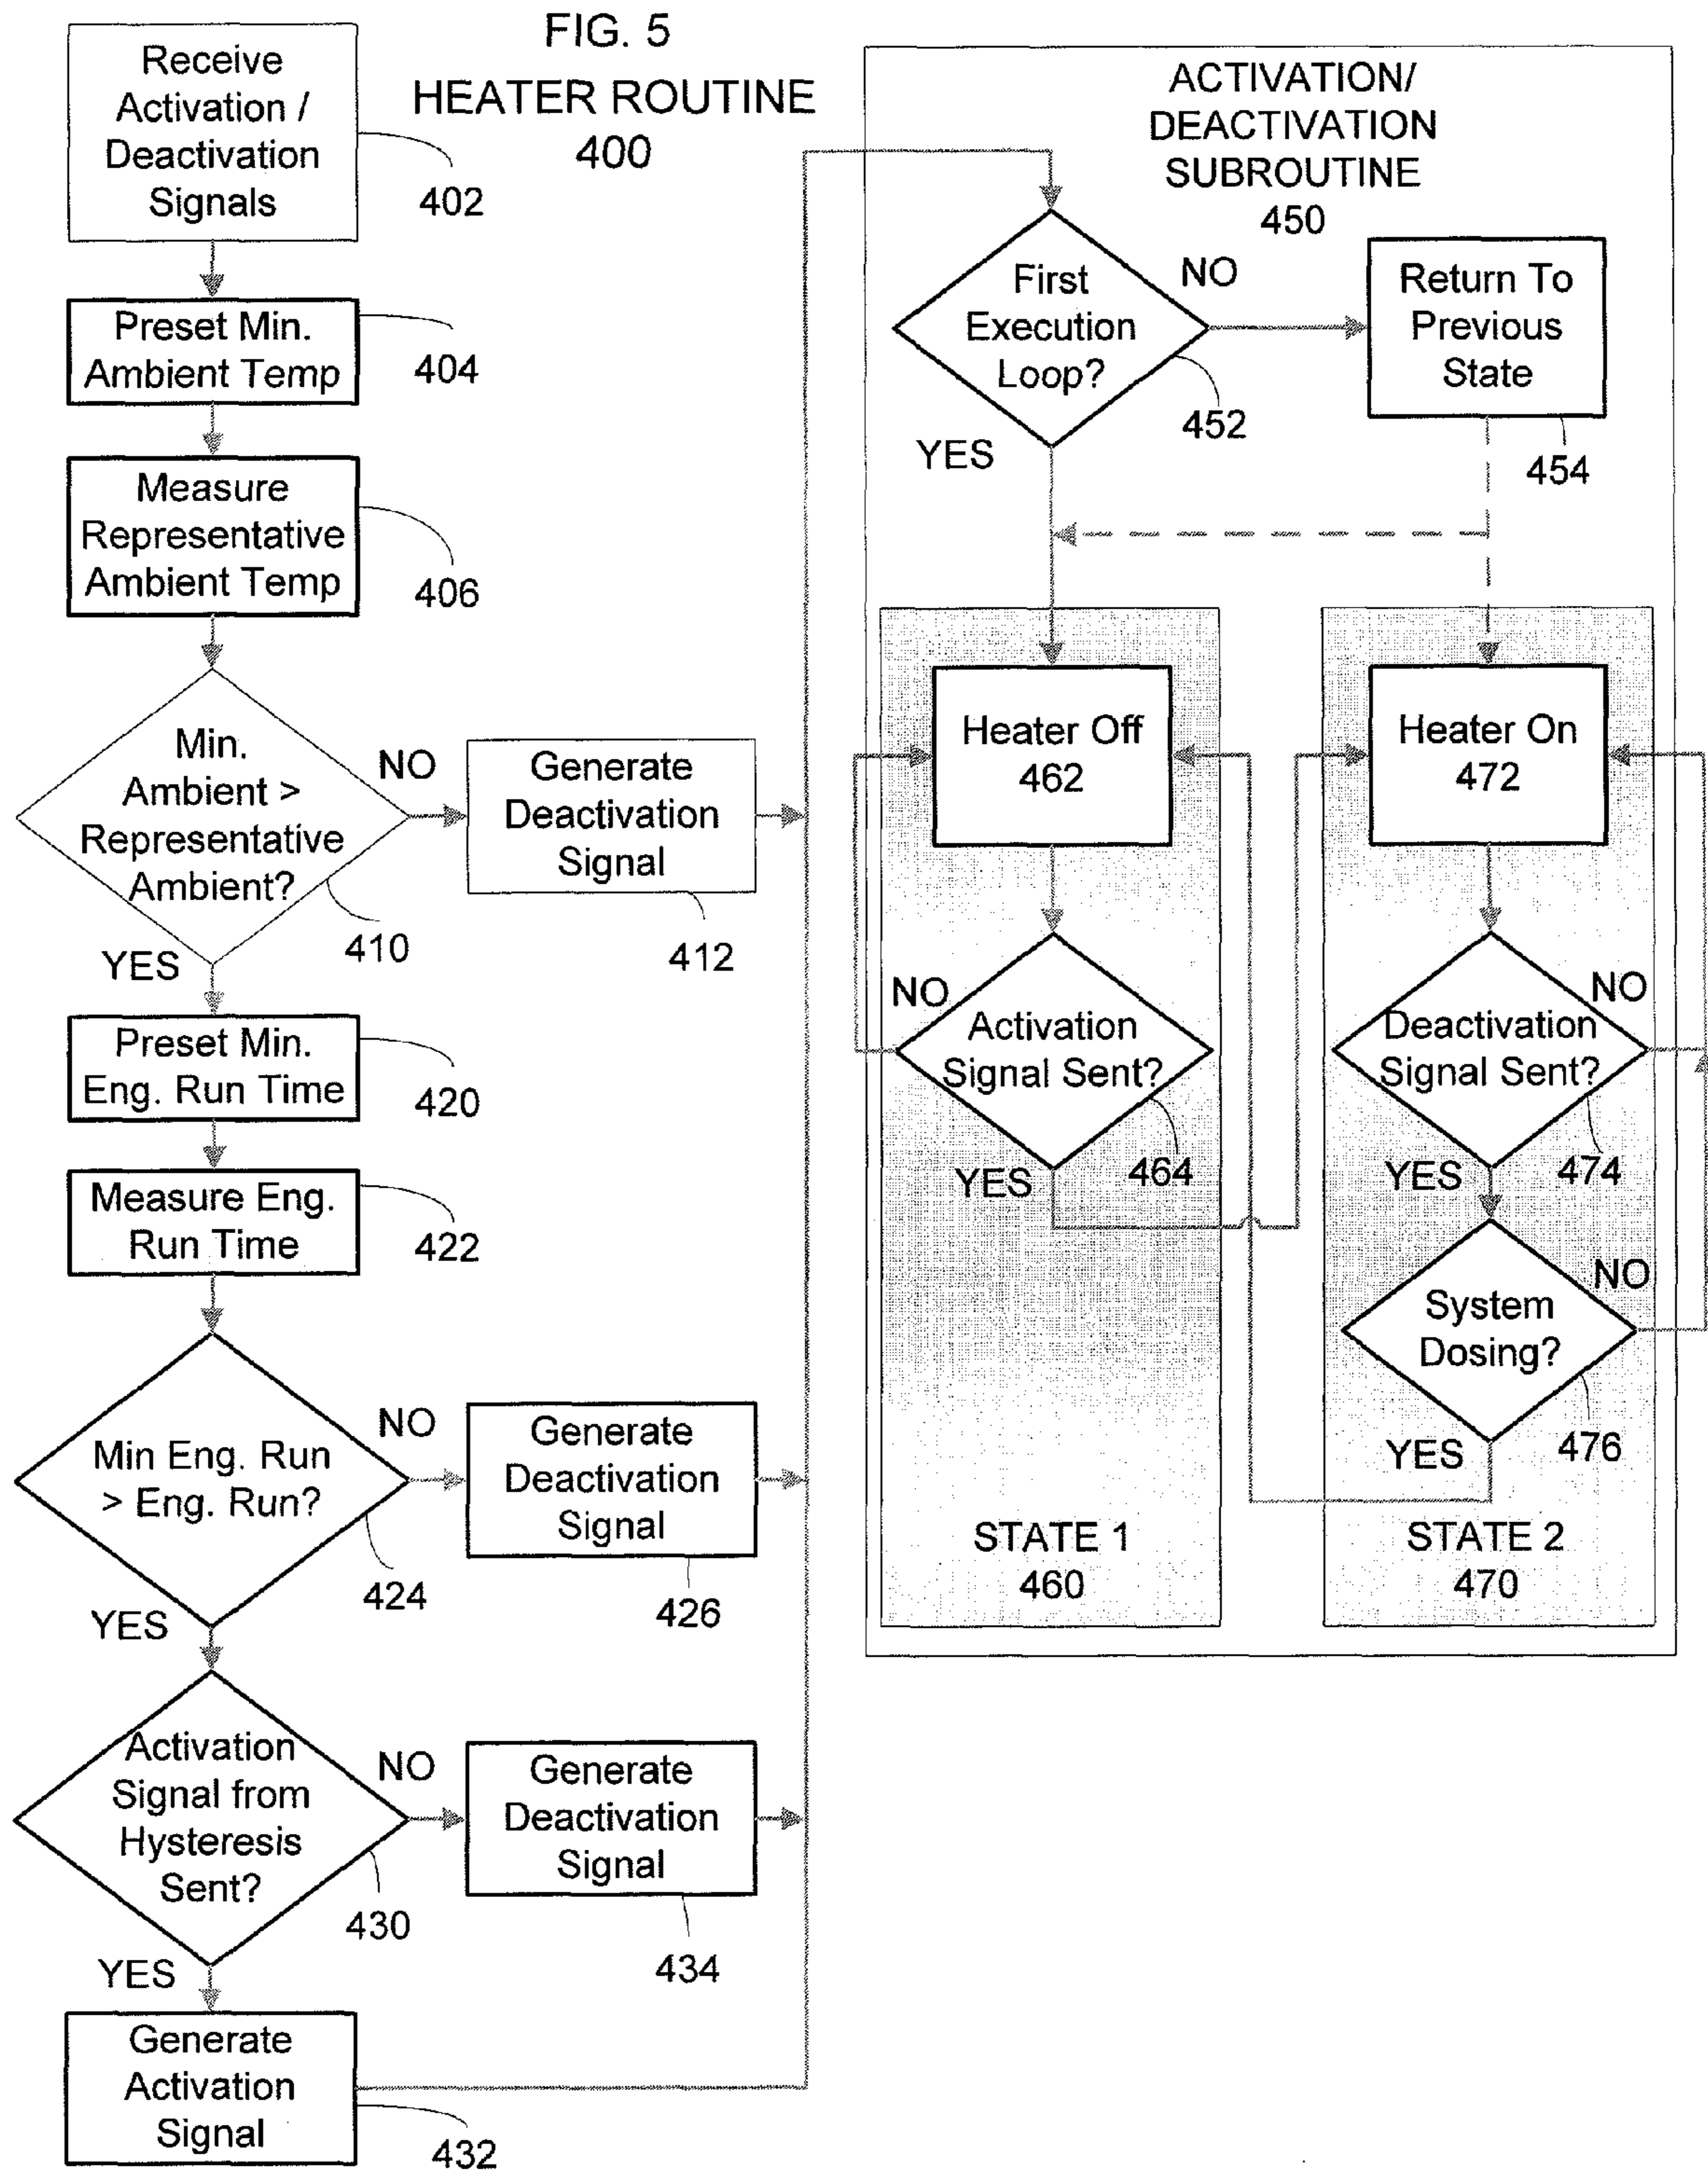 FIG. 5
HEATER ROUTINE
400
Receive
Activation /
Deactivation
Signals
402
Preset Min.
Ambient Temp
404
Measure
Representative
Ambient Temp
406
Min.
Ambient >
Representative
Ambient?
410
NO
YES
Generate
Deactivation
Signal
412
Preset Min.
Eng. Run Time
420
Measure Eng.
Run Time
422
Min Eng. Run
> Eng. Run?
424
NO
YES
Generate
Deactivation
Signal
426
Activation
Signal from
Hysteresis
Sent?
430
NO
YES
Generate
Deactivation
Signal
434
Generate
Activation
Signal
432
ACTIVATION/
DEACTIVATION
SUBROUTINE
450
First
Execution
Loop?
452
NO
YES
Return To
Previous
State
454
Heater Off
462
NO
Activation
Signal Sent?
464
YES
STATE 1
460
Heater On
472
NO
Deactivation
Signal Sent?
474
YES
NO
System
Dosing?
476
YES
STATE 2
470